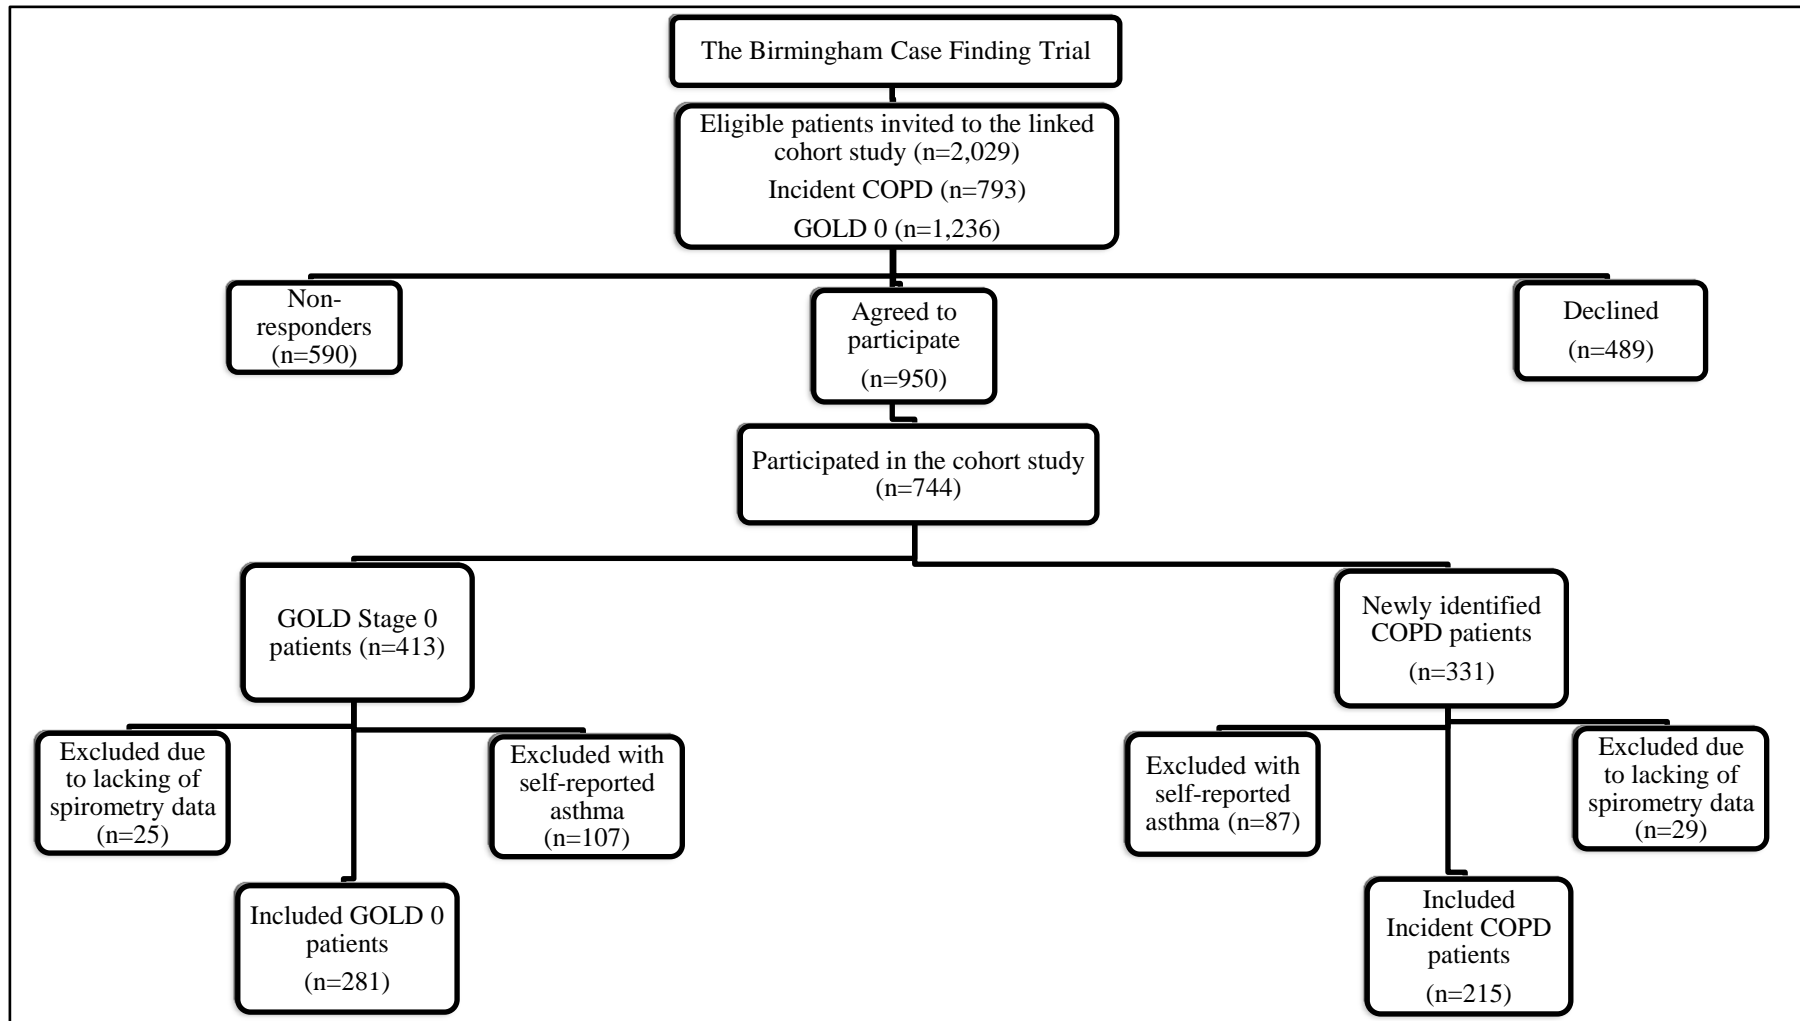 The Birmingham Case Finding Trial
Eligible patients invited to the linked
cohort study (n=2,029)
Incident COPD (n=793)
GOLD 0 (n=1,236)
Non-
responders
(n=590)
Agreed to
participate
(n=950)
Declined
(n=489)
Participated in the cohort study
(n=744)
GOLD Stage 0
patients (n=413)
Newly identified
COPD patients
(n=331)
Excluded due
to lacking of
spirometry data
(n=25)
Excluded with
self-reported
asthma
(n=107)
Excluded with
self-reported
asthma (n=87)
Excluded due
to lacking of
spirometry data
(n=29)
Included GOLD 0
patients
(n=281)
Included
Incident COPD
patients
(n=215)